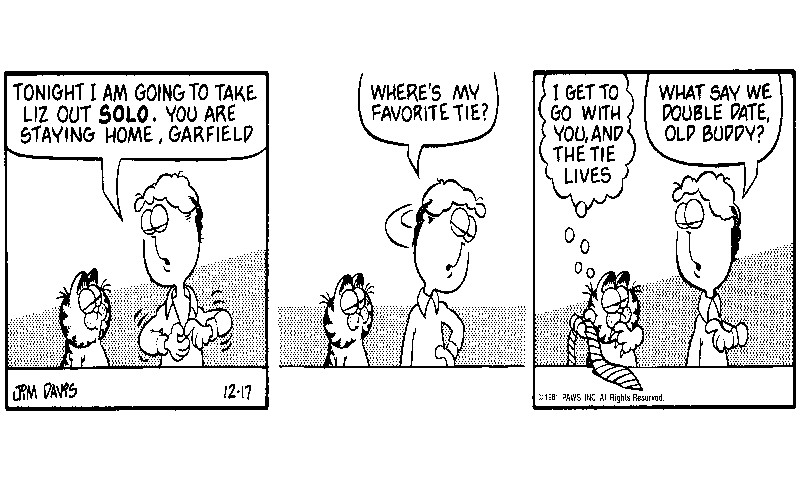 TONIGHT I AM GOING TO TAKE
LIZ OUT SOLO. YOU ARE
STAYING HOME, GARFIELD
JIM DAVIS
12-17
WHERE'S MY
FAVORITE TIE?
I GET TO
GO WITH
YOU, AND
THE TIE
LIVES
WHAT SAY WE
DOUBLE DATE,
OLD BUDDY?
©1981 PAWS, INC. All Rights Reserved.